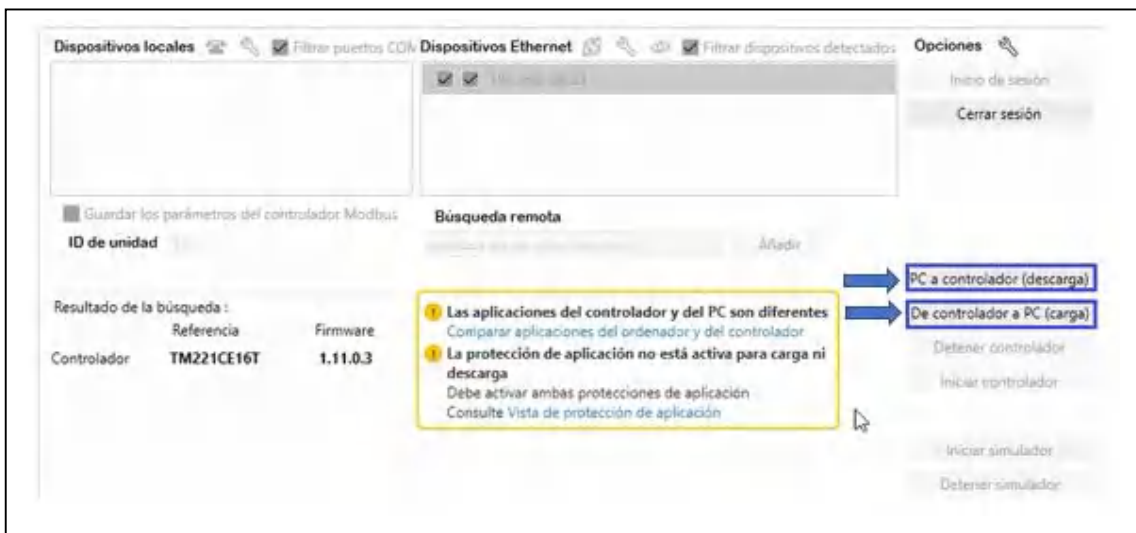 Dispositivos locales
Filtrar puertos COM
Dispositivos Ethernet
Filtrar dispositivos detectados
Opciones
Inicio de sesión
Cerrar sesión
Guardar los parámetros del controlador Modbus
Búsqueda remota
ID de unidad
Añadir
PC a controlador (descarga)
De controlador a PC (carga)
Detener controlador
Iniciar controlador
Iniciar simulador
Detener simulador
Resultado de la búsqueda :
Referencia Firmware
Controlador TM221CE16T 1.11.0.3
Las aplicaciones del controlador y del PC son diferentes
Comparar aplicaciones del ordenador y del controlador
La protección de aplicación no está activa para carga ni
descarga
Debe activar ambas protecciones de aplicación
Consulte Vista de protección de aplicación